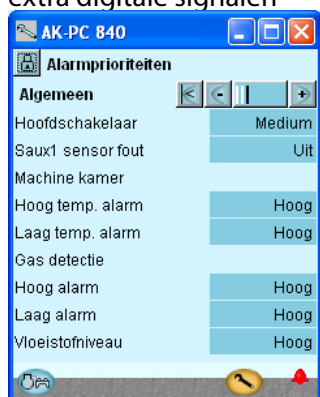 extra digitale signalen
AK-PC 840
Alarmprioriteiten
Algemeen
Hoofdschakelaar Medium
Saux1 sensor fout Uit
Machine kamer
Hoog temp. alarm Hoog
Laag temp. alarm Hoog
Gas detectie
Hoog alarm Hoog
Laag alarm Hoog
Vloeistofniveau Hoog